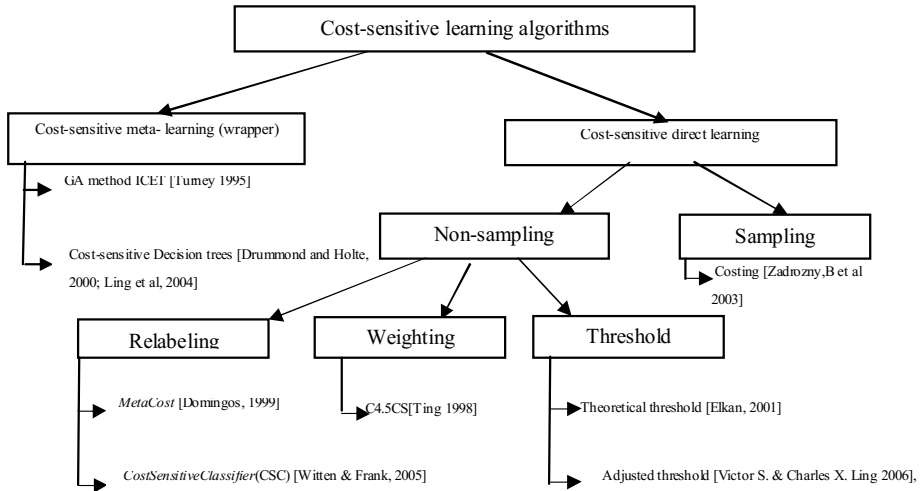 Cost-sensitive learning algorithms
Cost-sensitive meta- learning (wrapper)
Cost-sensitive direct learning
GA method ICET [Turney 1995]
Cost-sensitive Decision trees [Drummond and Holte,
2000; Ling et al, 2004]
Non-sampling
Sampling
Costing [Zadrozny,B et al
2003]
Relabeling
Weighting
Threshold
MetaCost [Domingos, 1999]
C4.5CS[Ting 1998]
Theoretical threshold [Elkan, 2001]
CostSensitiveClassifier(CSC) [Witten & Frank, 2005]
Adjusted threshold [Victor S. & Charles X. Ling 2006],